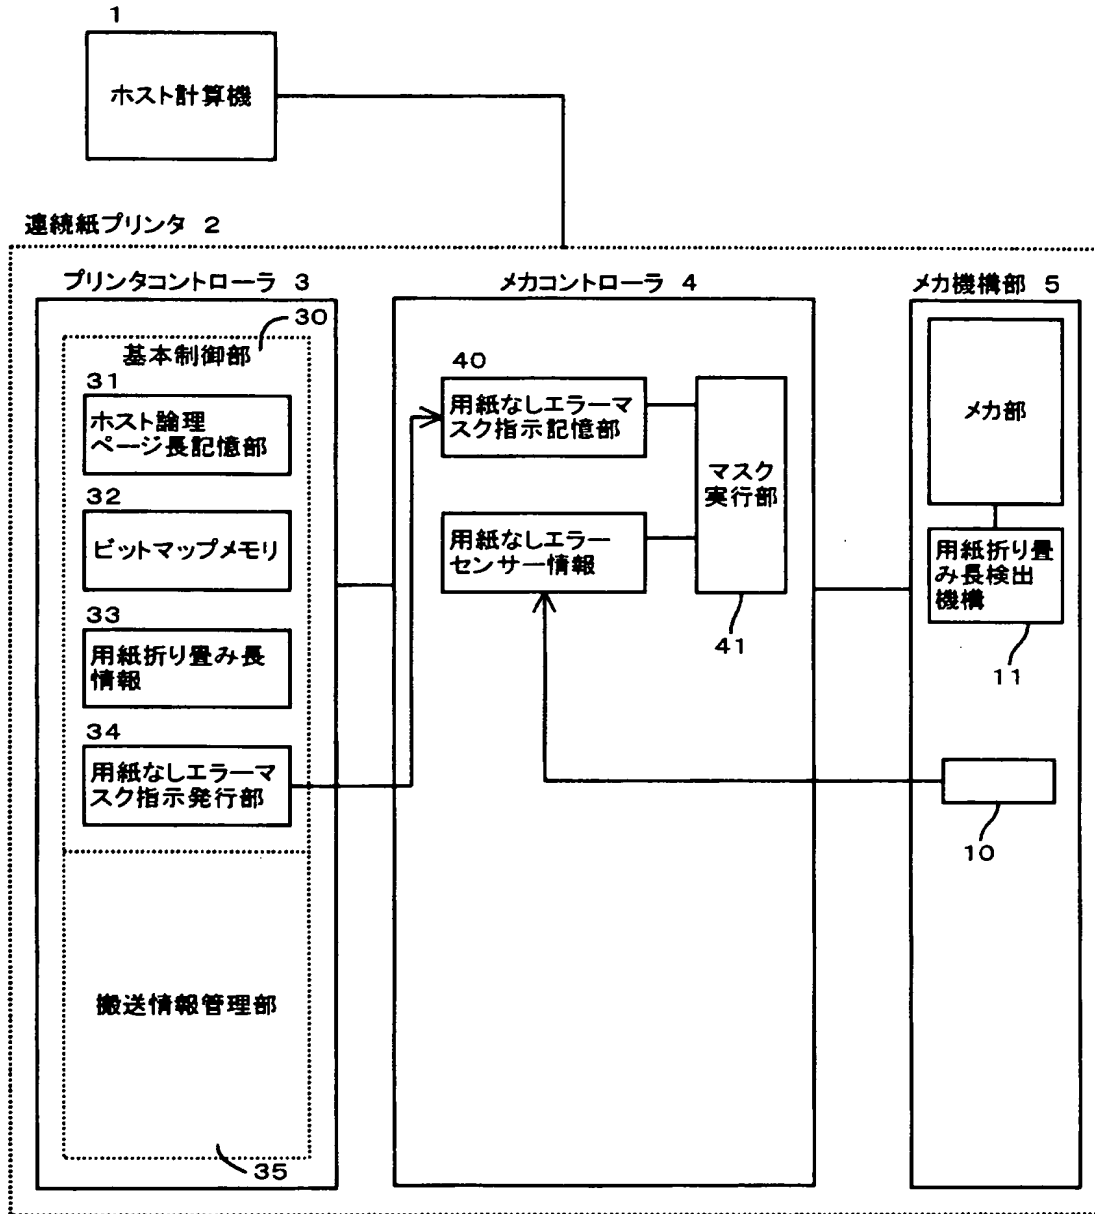 1
ホスト計算機
連続紙プリンタ 2
プリンタコントローラ 3
30
基本制御部
31
ホスト論理
ページ長記憶部
32
ビットマップメモリ
33
用紙折り畳み長
情報
34
用紙なしエラーマ
スク指示発行部
搬送情報管理部
35
メカコントローラ 4
40
用紙なしエラーマ
スク指示記憶部
用紙なしエラー
センサー情報
マスク
実行部
41
メカ機構部 5
メカ部
用紙折り畳
み長検出
機構
11
10